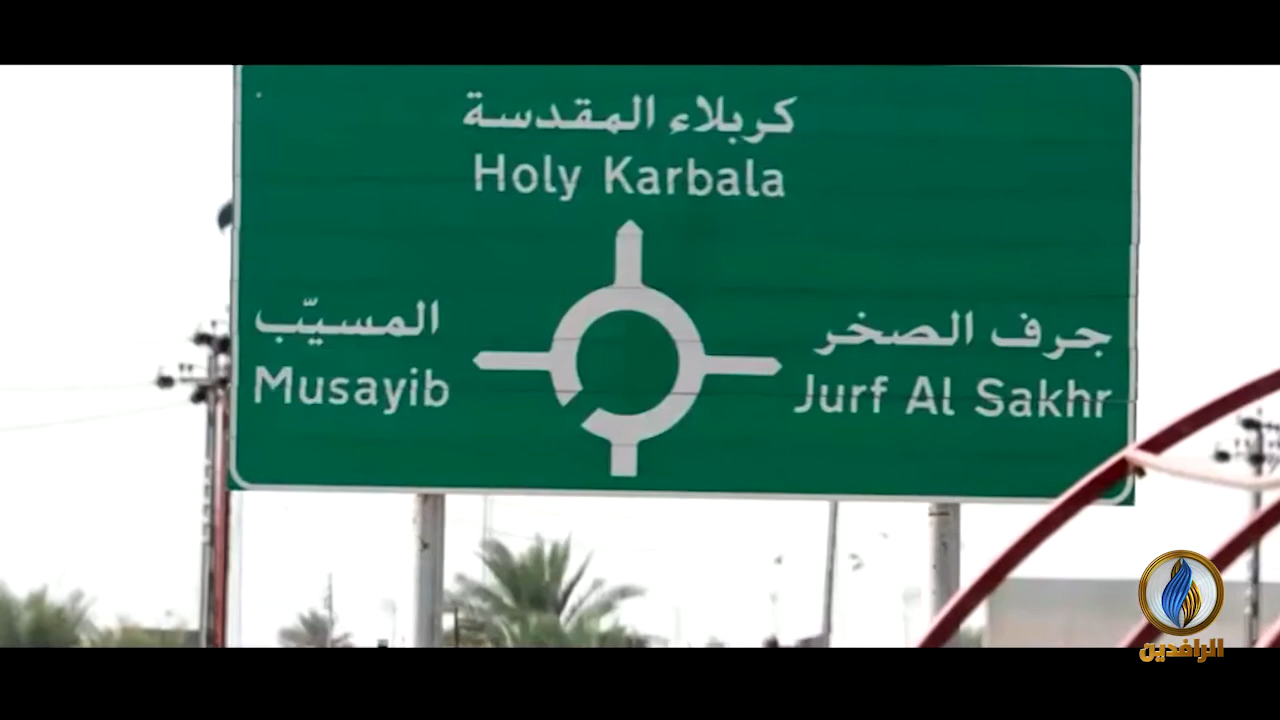 كربلاء المقدسة
Holy Karbala
المسيّب
Musayib
جرف الصخر
Jurf Al Sakhr
الرافدين